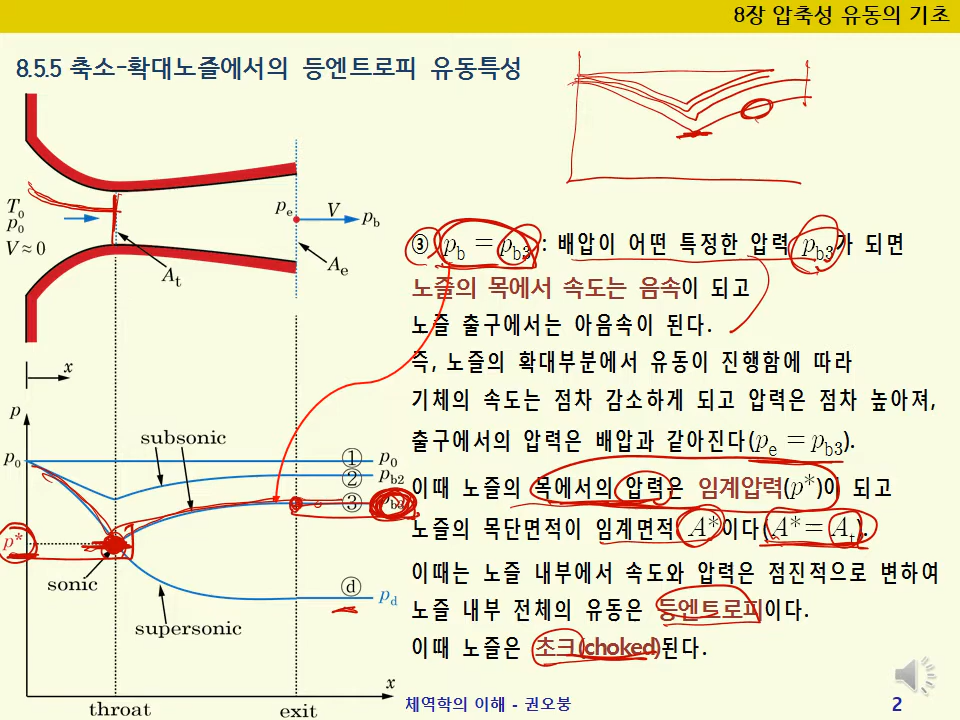 8장 압축성 유동의 기초
8.5.5 축소-확대노즐에서의 등엔트로피 유동특성
T₀
p₀
V≈0
pₑ
V
p_b
Aₜ
Aₑ
x
p
p₀
p*
subsonic
① p₀
② p_b2
③
sonic
ⓓ p_d
supersonic
x
throat
exit
③ p_b = p_b3 : 배압이 어떤 특정한 압력 p_b3가 되면
노즐의 목에서 속도는 음속이 되고
노즐 출구에서는 아음속이 된다.
즉, 노즐의 확대부분에서 유동이 진행함에 따라
기체의 속도는 점차 감소하게 되고 압력은 점차 높아져,
출구에서의 압력은 배압과 같아진다(pₑ = p_b3).
이때 노즐의 목에서의 압력은 임계압력(p*)이 되고
노즐의 목단면적이 임계면적 A*이다(A*= Aₜ).
이때는 노즐 내부에서 속도와 압력은 점진적으로 변하여
노즐 내부 전체의 유동은 등엔트로피이다.
이때 노즐은 초크(choked)된다.
체역학의 이해 - 권오붕
2